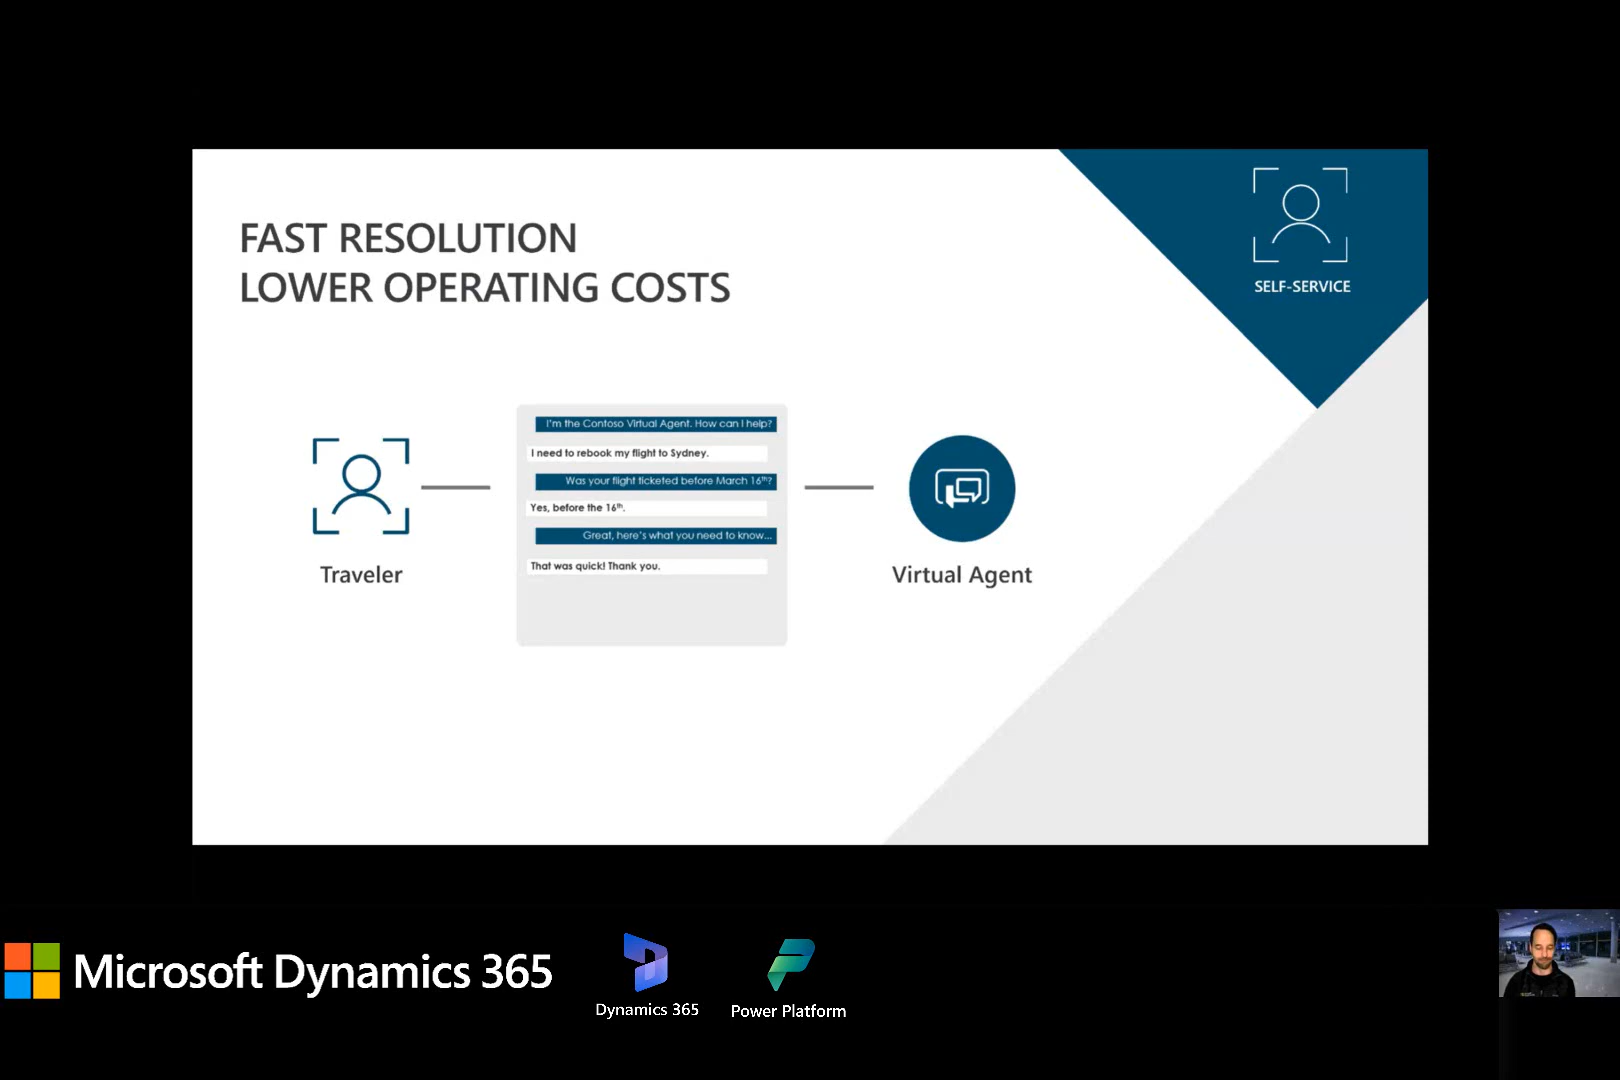 FAST RESOLUTION
LOWER OPERATING COSTS
SELF-SERVICE
I'm the Contoso Virtual Agent. How can I help?
I need to rebook my flight to Sydney.
Was your flight ticketed before March 16th?
Yes, before the 16th.
Great, here's what you need to know...
That was quick! Thank you.
Traveler
Virtual Agent
Microsoft Dynamics 365
Dynamics 365
Power Platform